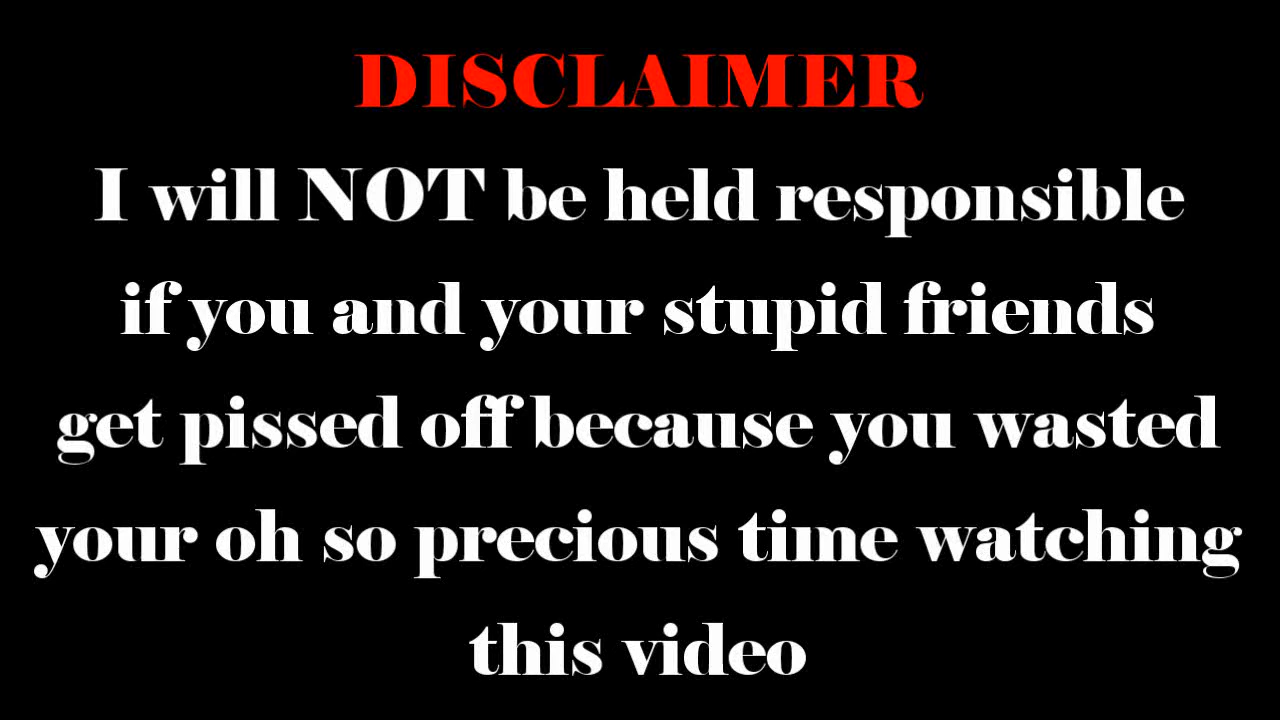 DISCLAIMER
I will NOT be held responsible
if you and your stupid friends
get pissed off because you wasted
your oh so precious time watching
this video